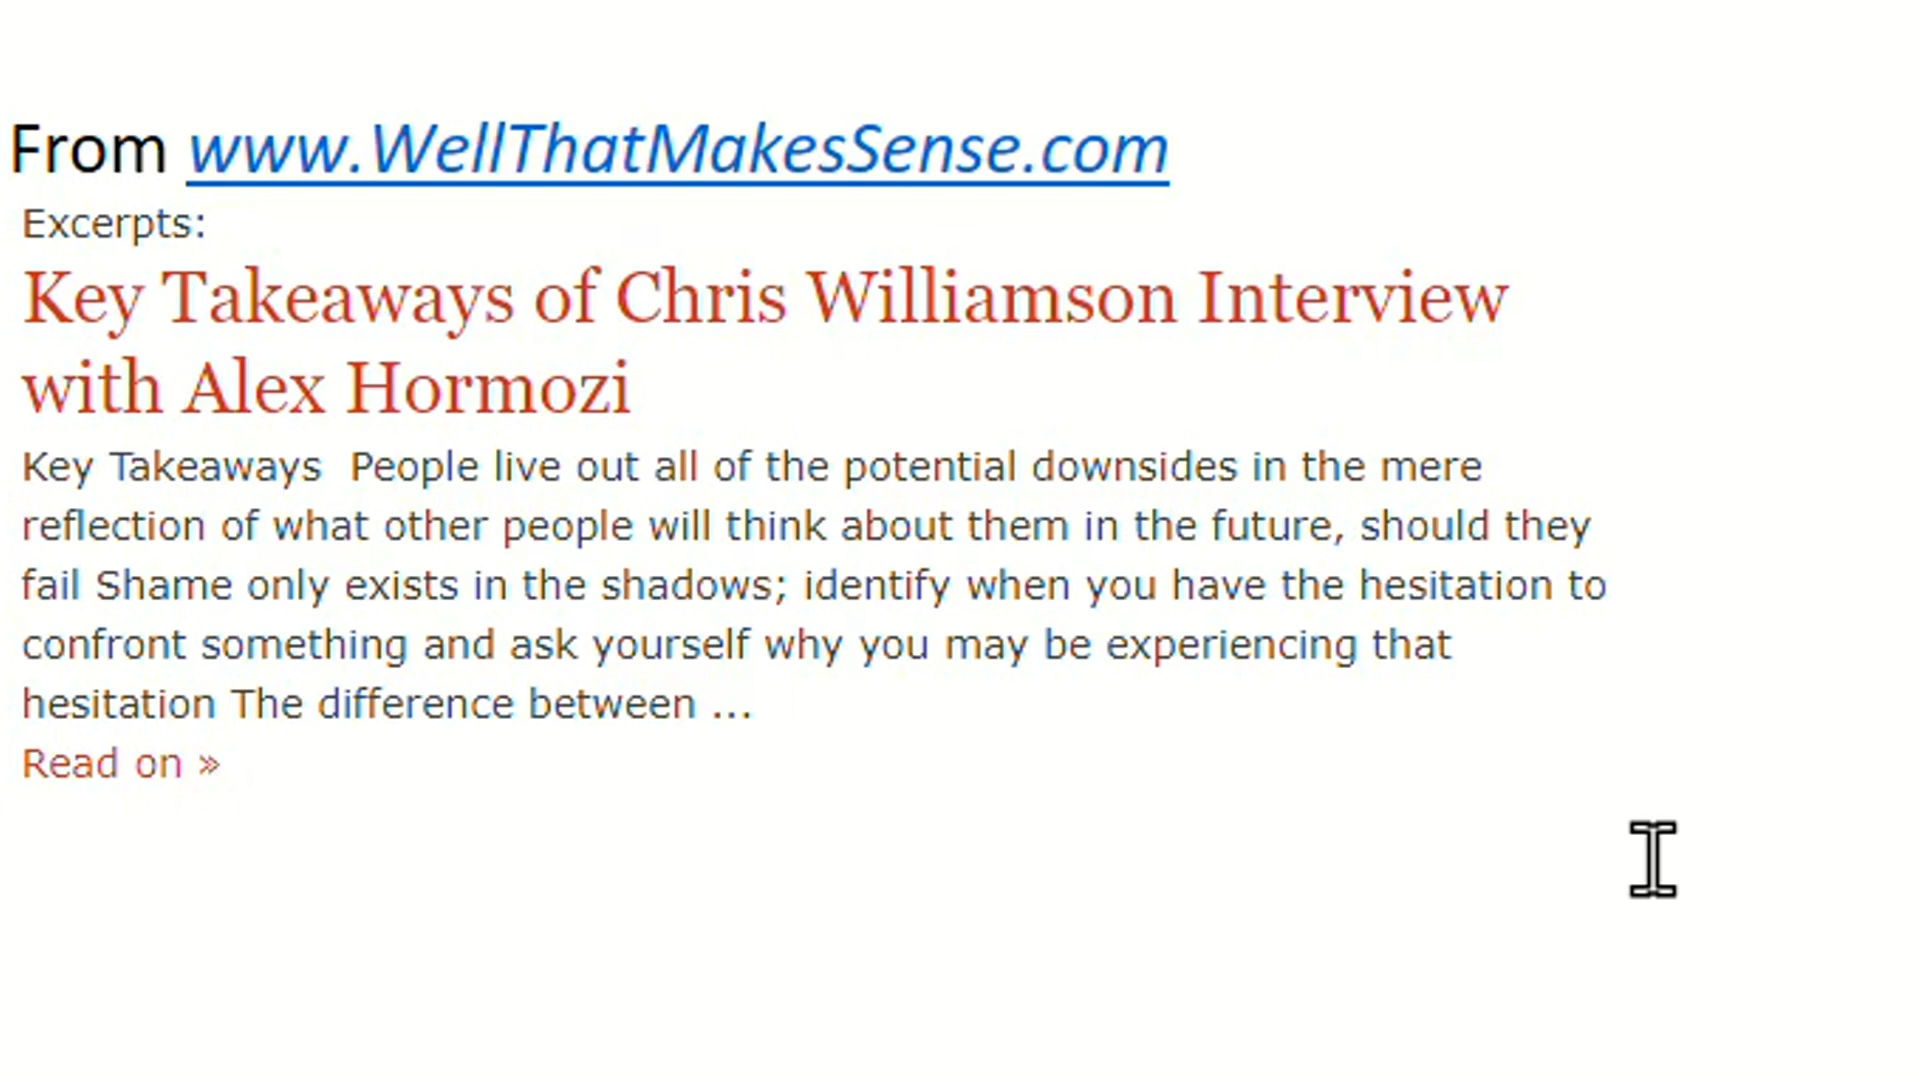 From www.WellThatMakesSense.com
Excerpts:
Key Takeaways of Chris Williamson Interview
with Alex Hormozi
Key Takeaways  People live out all of the potential downsides in the mere
reflection of what other people will think about them in the future, should they
fail Shame only exists in the shadows; identify when you have the hesitation to
confront something and ask yourself why you may be experiencing that
hesitation The difference between ...
Read on »